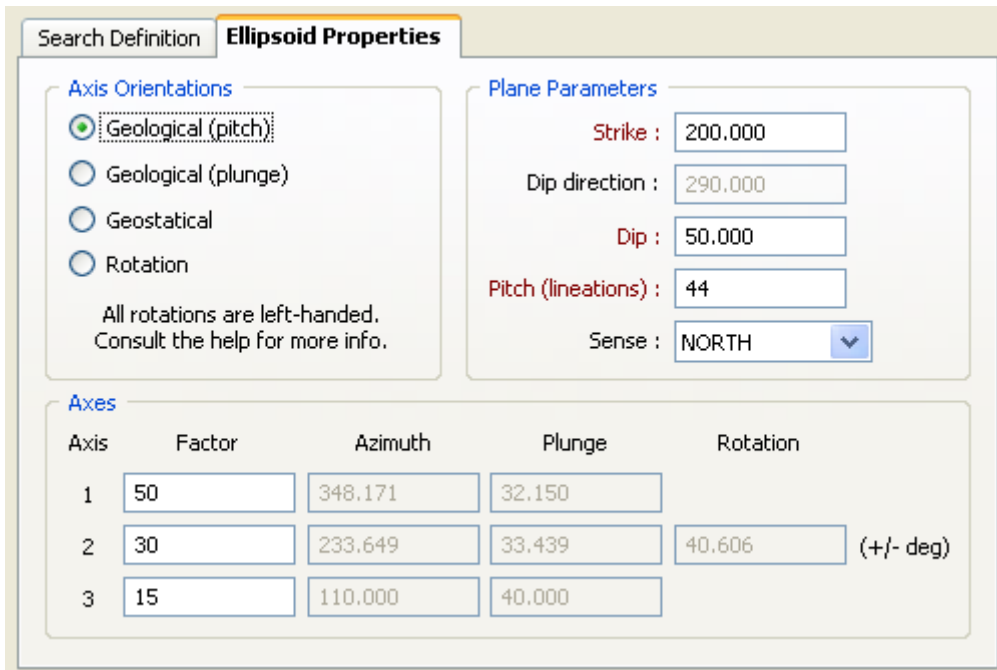 Search Definition
Ellipsoid Properties
Axis Orientations
Geological (pitch)
Geological (plunge)
Geostatical
Rotation
All rotations are left-handed.
Consult the help for more info.
Plane Parameters
Strike : 200.000
Dip direction : 290.000
Dip : 50.000
Pitch (lineations) : 44
Sense : NORTH
Axes
Axis Factor Azimuth Plunge Rotation
1 50 348.171 32.150
2 30 233.649 33.439 40.606 (+/- deg)
3 15 110.000 40.000